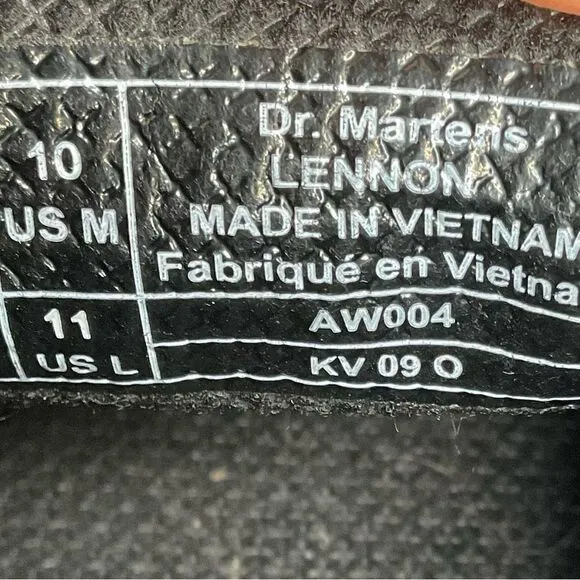 10
US M
11
US L
Dr. Martens
LENNON
MADE IN VIETNAM
Fabriqué en Vietna
AW004
KV 09 O